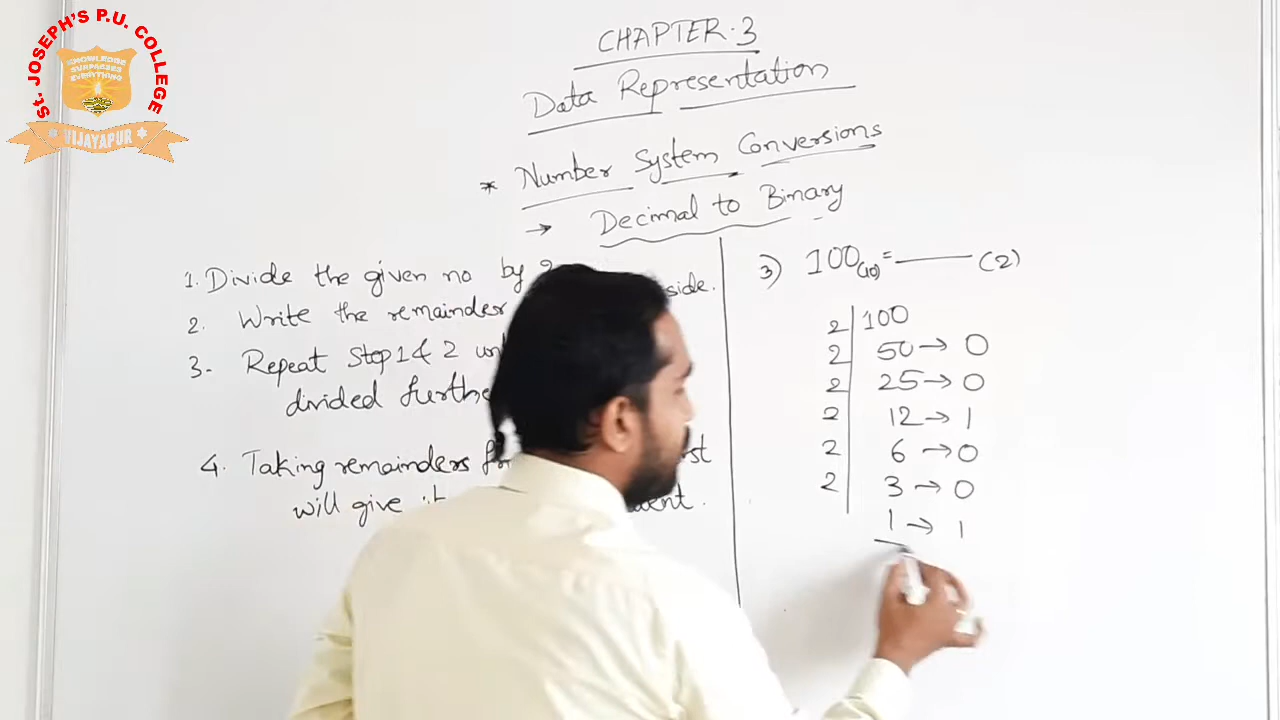 St. JOSEPH'S P.U. COLLEGE
KNOWLEDGE
SURPASSES
EVERYTHING
VIJAYAPUR
CHAPTER.3
Data Representation
* Number System Conversions
→ Decimal to Binary
1. Divide the given no by side.
2. Write the remainder
3. Repeat Step 1 & 2
divided further
4. Taking remainders
will give
3) 100(10) = ——— (2)
2 | 100
2 | 50 → 0
2 | 25 → 0
2 | 12 → 1
2 | 6 → 0
2 | 3 → 0
1 → 1